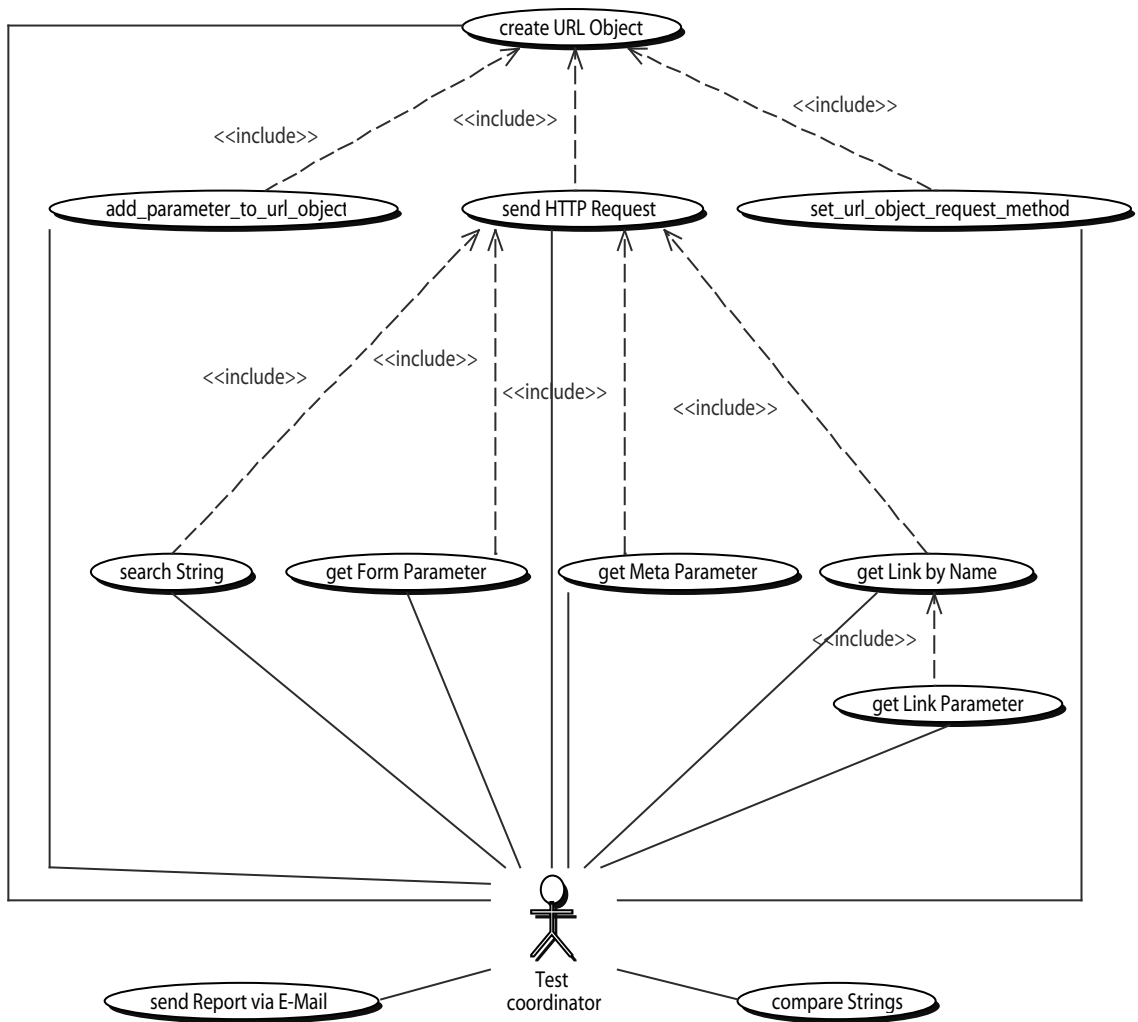 create URL Object
<<include>>
<<include>>
<<include>>
add_parameter_to_url_object
send HTTP Request
set_url_object_request_method
<<include>>
<<include>>
<<include>>
<<include>>
search String
get Form Parameter
get Meta Parameter
get Link by Name
<<include>>
get Link Parameter
Test
coordinator
send Report via E-Mail
compare Strings